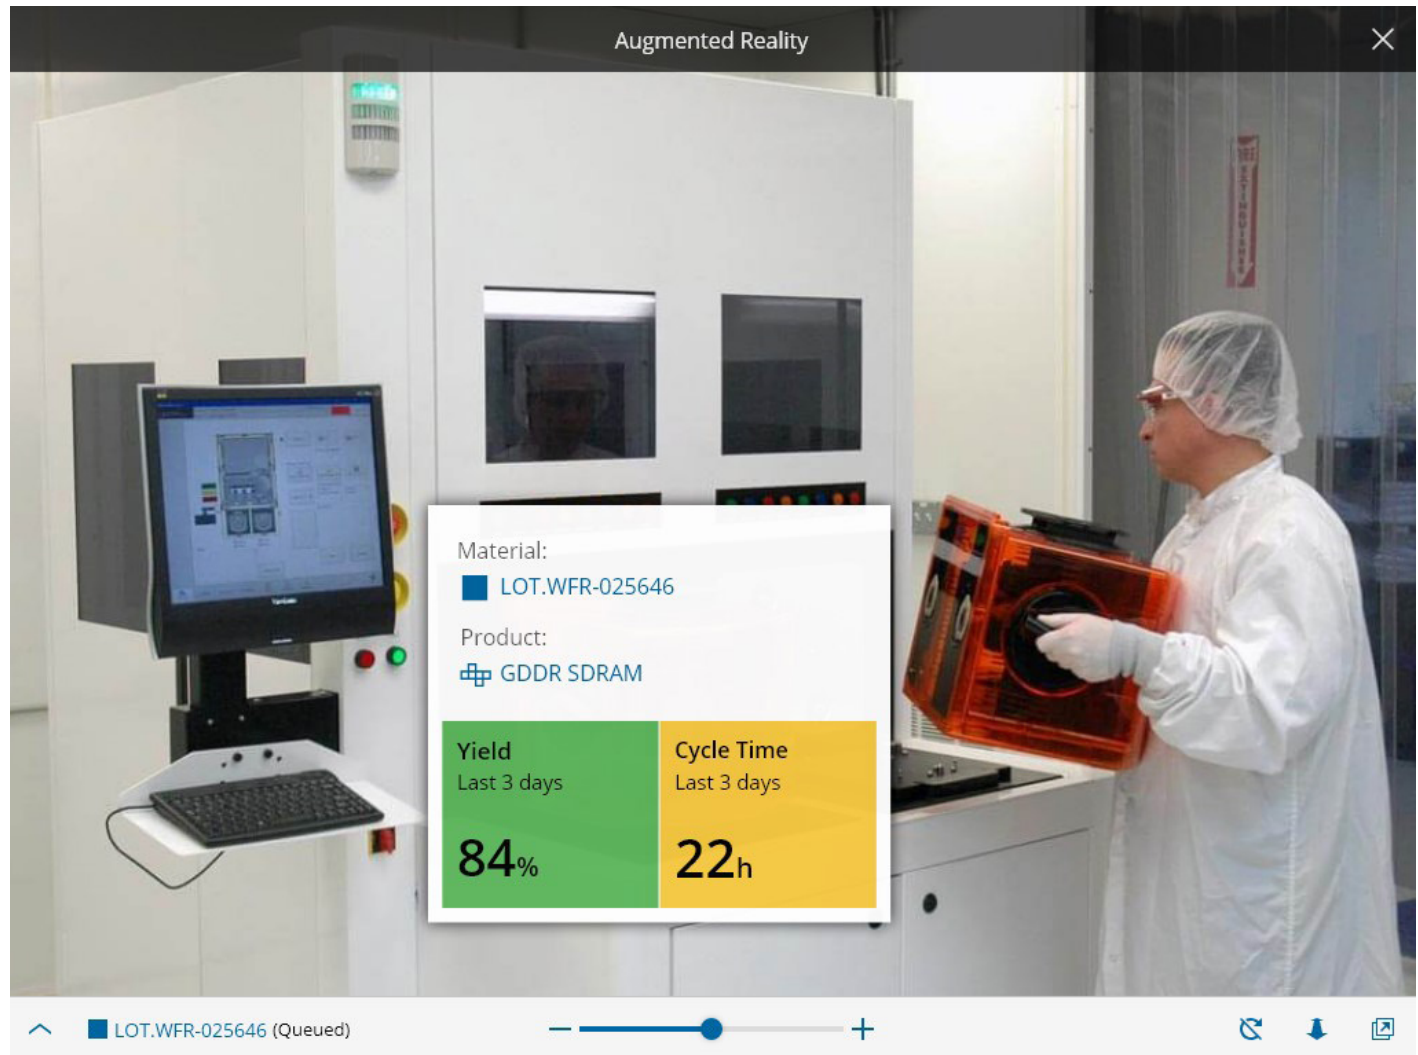 Augmented Reality
EXTINGUISHER
Material:
LOT.WFR-025646
Product:
GDDR SDRAM
Yield
Last 3 days
84%
Cycle Time
Last 3 days
22h
LOT.WFR-025646 (Queued)